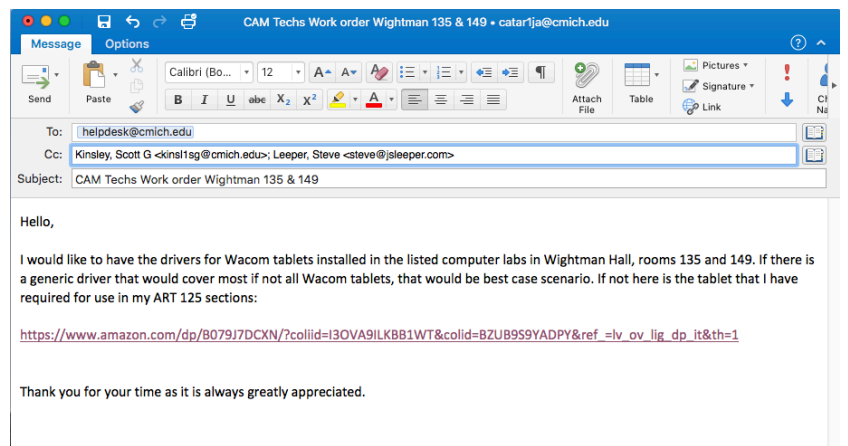 CAM Techs Work order Wightman 135 & 149 • catar1ja@cmich.edu
Message Options
Calibri (Bo... 12 A A
Pictures
Signature
Link
B I U abc X2 X2 A
Send Paste Attach File Table
To: helpdesk@cmich.edu
Cc: Kinsley, Scott G <kinsl1sg@cmich.edu>; Leeper, Steve <steve@jsleeper.com>
Subject: CAM Techs Work order Wightman 135 & 149
Hello,
I would like to have the drivers for Wacom tablets installed in the listed computer labs in Wightman Hall, rooms 135 and 149. If there is
a generic driver that would cover most if not all Wacom tablets, that would be best case scenario. If not here is the tablet that I have
required for use in my ART 125 sections:
https://www.amazon.com/dp/B079J7DCXN/?coliid=I3OVA9ILKBB1WT&colid=BZUB9S9YADPY&ref_=lv_ov_lig_dp_it&th=1
Thank you for your time as it is always greatly appreciated.